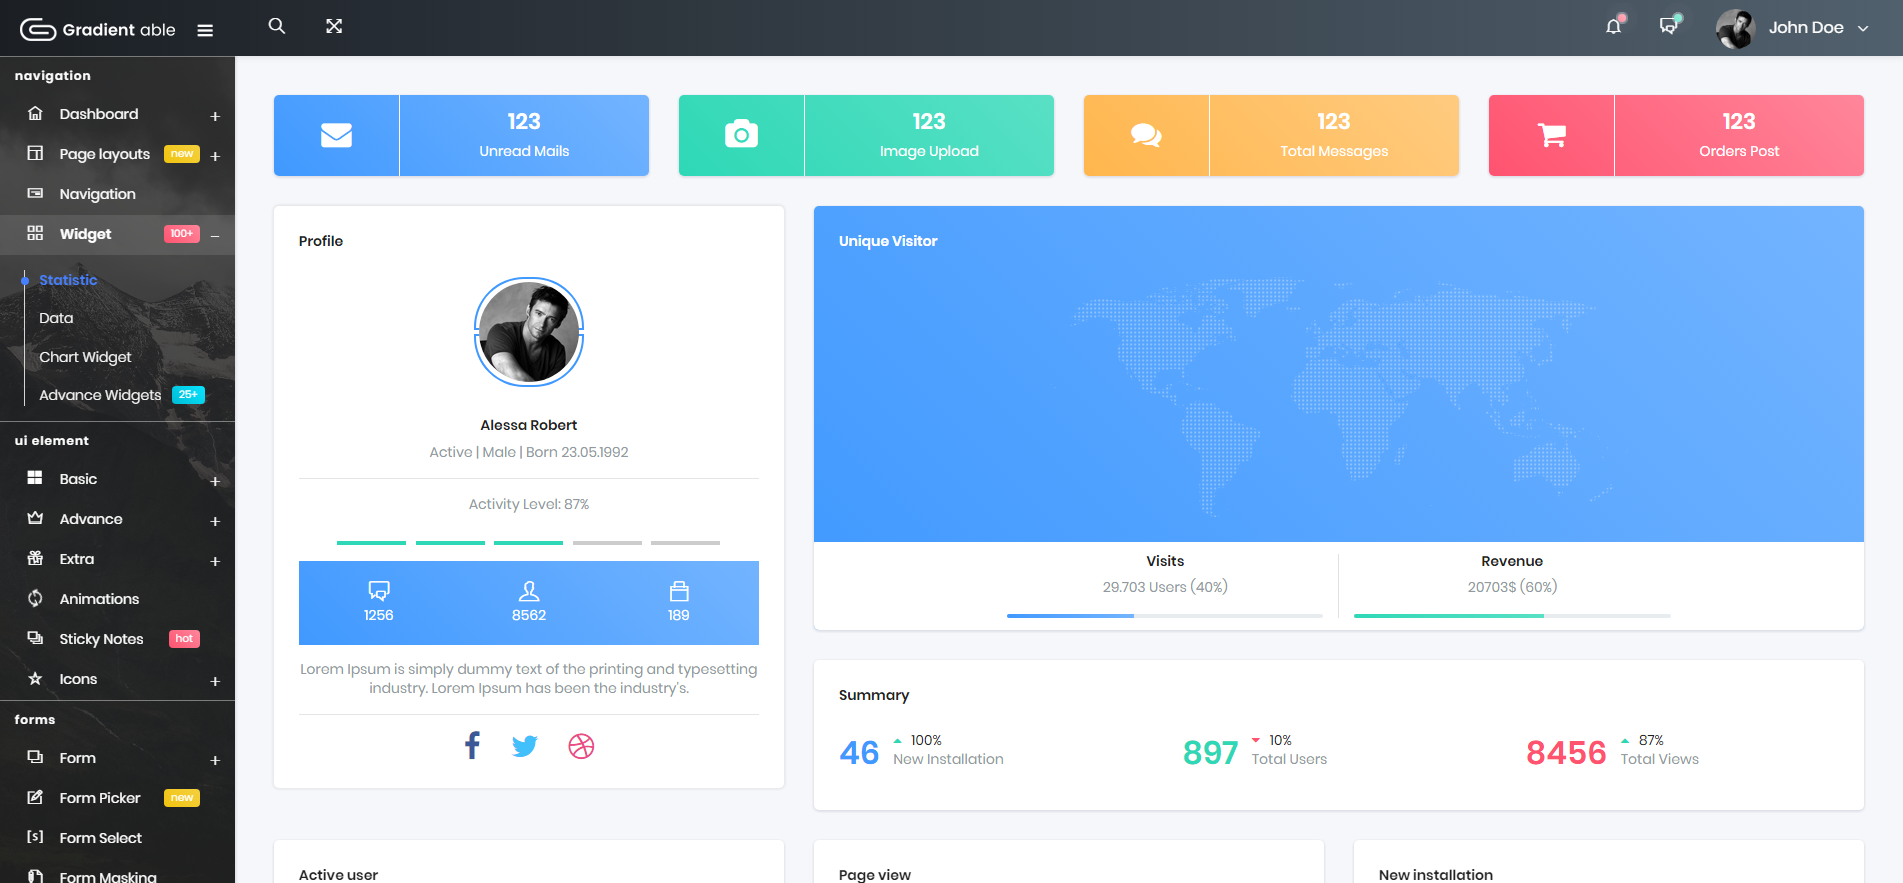 Gradient able
John Doe
navigation
Dashboard
Page layouts new
Navigation
Widget 100+
Statistic
Data
Chart Widget
Advance Widgets 25+
ui element
Basic
Advance
Extra
Animations
Sticky Notes hot
Icons
forms
Form
Form Picker new
Form Select
Form Masking
123
Unread Mails
123
Image Upload
123
Total Messages
123
Orders Post
Profile
Alessa Robert
Active | Male | Born 23.05.1992
Activity Level: 87%
1256
8562
189
Lorem Ipsum is simply dummy text of the printing and typesetting
industry. Lorem Ipsum has been the industry's.
Unique Visitor
Visits
29.703 Users (40%)
Revenue
20703$ (60%)
Summary
46
100%
New Installation
897
10%
Total Users
8456
87%
Total Views
Active user
Page view
New installation